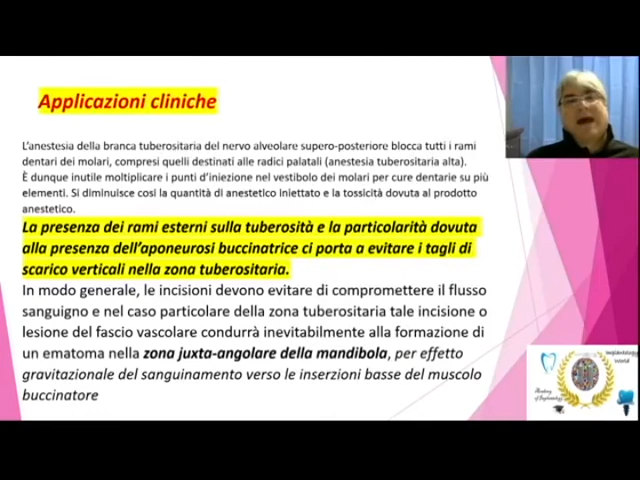 Applicazioni cliniche
L'anestesia della branca tuberositaria del nervo alveolare supero-posteriore blocca tutti i rami
dentari dei molari, compresi quelli destinati alle radici palatali (anestesia tuberositaria alta).
È dunque inutile moltiplicare i punti d'iniezione nel vestibolo dei molari per cure dentarie su più
elementi. Si diminuisce così la quantità di anestetico iniettato e la tossicità dovuta al prodotto
anestetico.
La presenza dei rami esterni sulla tuberosità e la particolarità dovuta
alla presenza dell'aponeurosi buccinatrice ci porta a evitare i tagli di
scarico verticali nella zona tuberositaria.
In modo generale, le incisioni devono evitare di compromettere il flusso
sanguigno e nel caso particolare della zona tuberositaria tale incisione o
lesione del fascio vascolare condurrà inevitabilmente alla formazione di
un ematoma nella zona juxta-angolare della mandibola, per effetto
gravitazionale del sanguinamento verso le inserzioni basse del muscolo
buccinatore
Implantology
tutorial
Academy
of Implantology